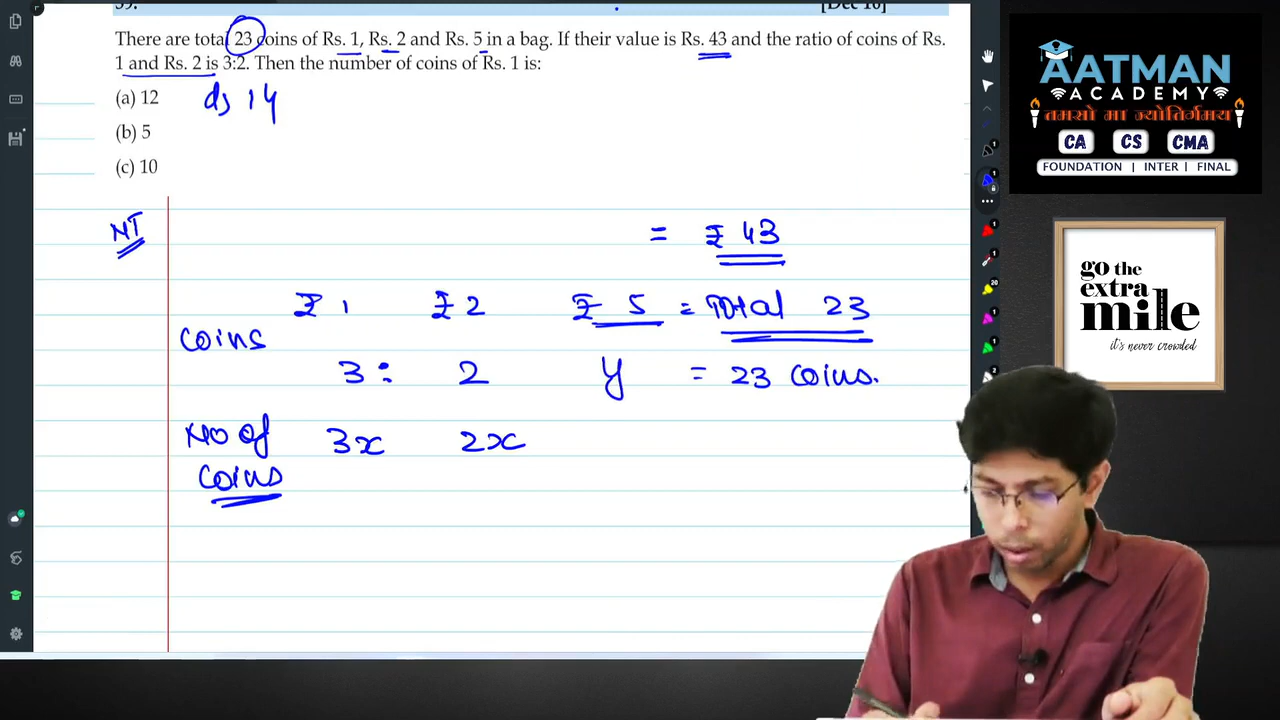 39.
[Dec 16]
There are total 23 coins of Rs. 1, Rs. 2 and Rs. 5 in a bag. If their value is Rs. 43 and the ratio of coins of Rs.
1 and Rs. 2 is 3:2. Then the number of coins of Rs. 1 is:
(a) 12
d) 14
(b) 5
(c) 10
NT
= ₹ 43
₹ 1 ₹ 2 ₹ 5 = Total 23
coins
3 : 2 y = 23 coins.
No of 3x 2x
coins
AATMAN
ACADEMY
तमसो मा ज्योतिर्गमय
CA CS CMA
FOUNDATION | INTER | FINAL
go the
extra
mile
it's never crowded